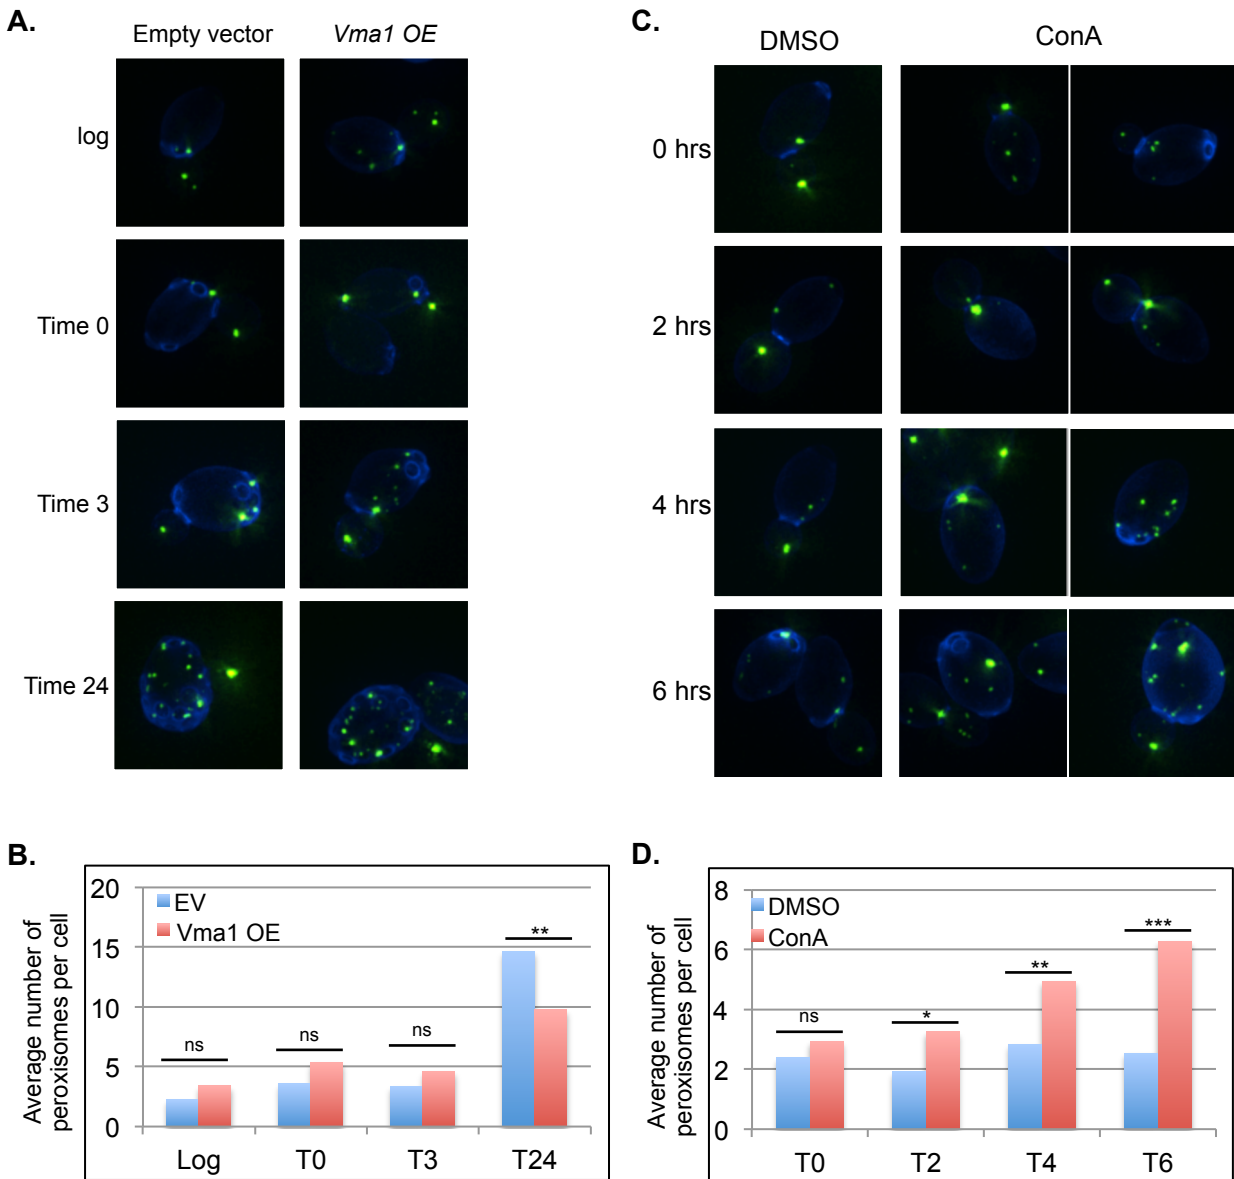 A.
Empty vector
Vma1 OE
log
Time 0
Time 3
Time 24
C.
DMSO
ConA
0 hrs
2 hrs
4 hrs
6 hrs
B.
Average number of
peroxisomes per cell
20
15
10
5
0
EV
Vma1 OE
ns
ns
ns
**
Log
T0
T3
T24
D.
Average number of
peroxisomes per cell
8
6
4
2
0
DMSO
ConA
ns
*
**
***
T0
T2
T4
T6